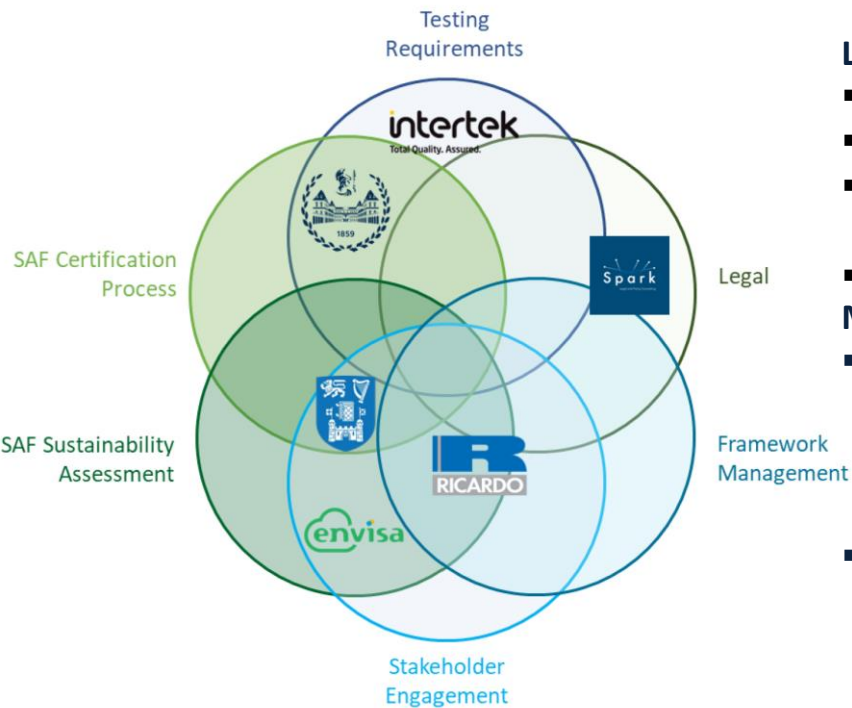 Testing
Requirements
intertek
Total Quality. Assured.
1859
SAF Certification
Process
Spark
Legal
SAF Sustainability
Assessment
RICARDO
Framework
Management
envisa
Stakeholder
Engagement
L
M